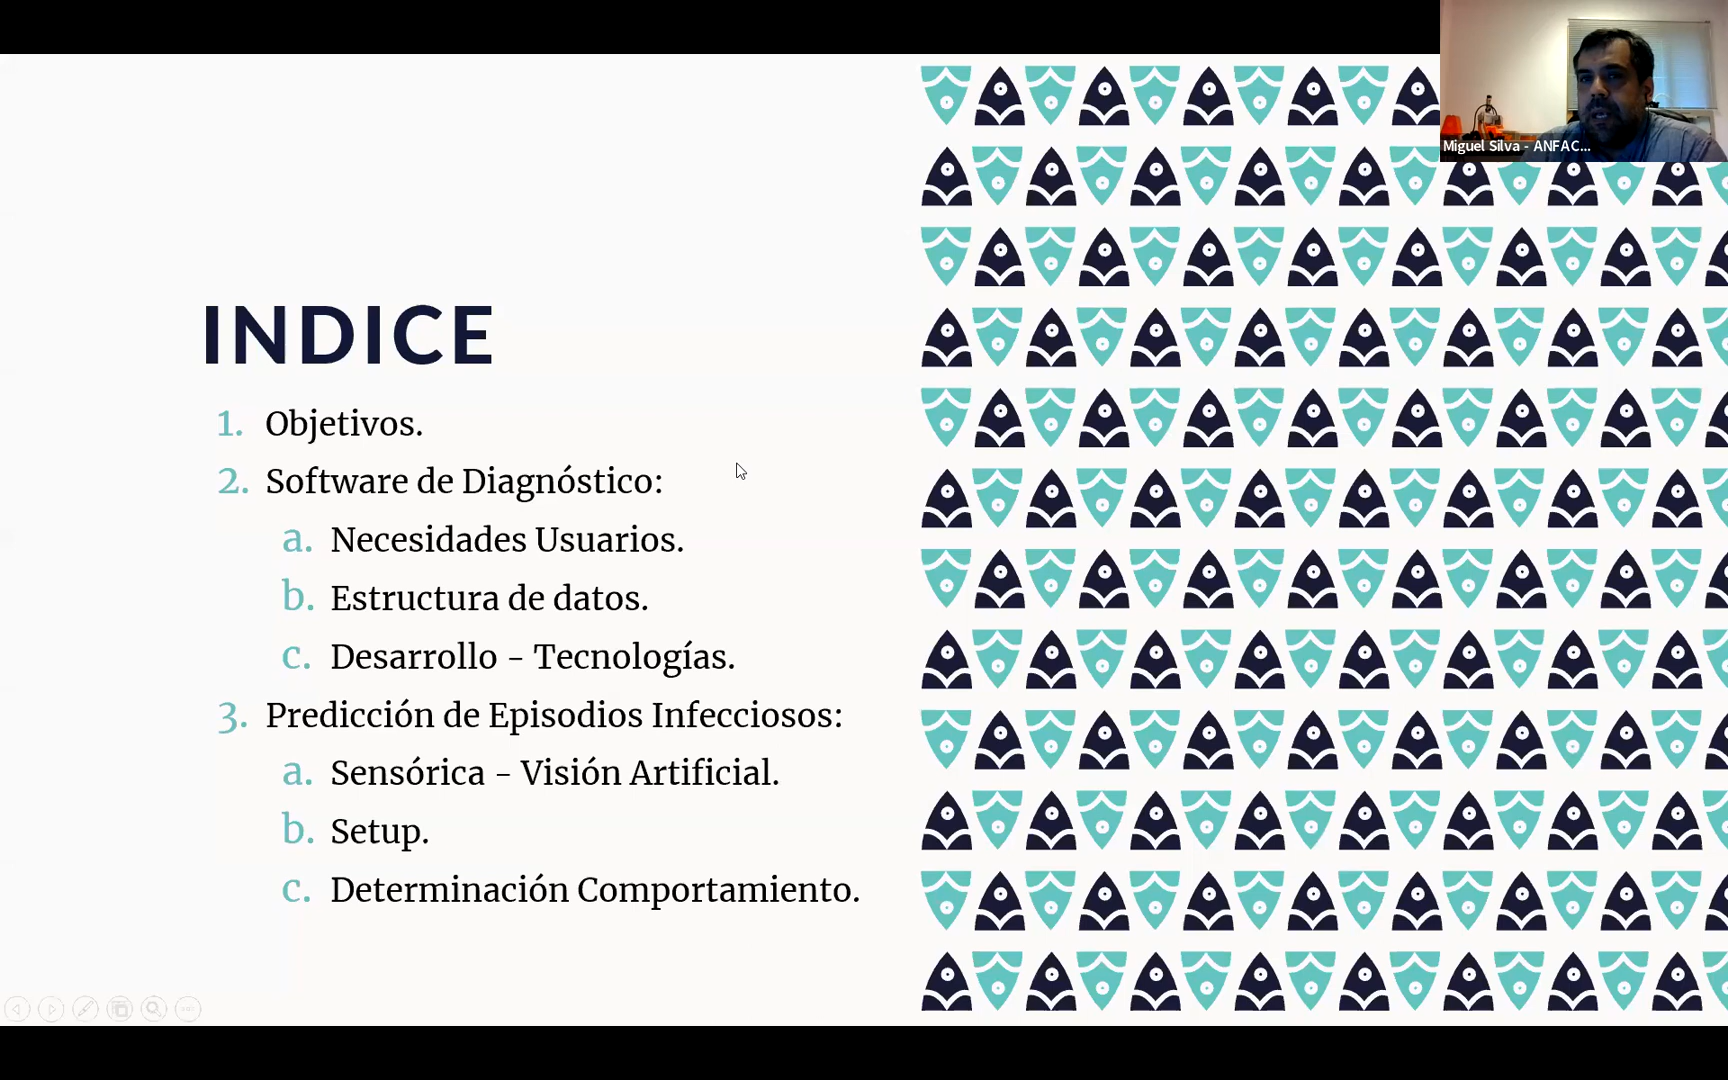 Miguel Silva - ANFAC...
INDICE
1. Objetivos.
2. Software de Diagnóstico:
a. Necesidades Usuarios.
b. Estructura de datos.
c. Desarrollo - Tecnologías.
3. Predicción de Episodios Infecciosos:
a. Sensórica - Visión Artificial.
b. Setup.
c. Determinación Comportamiento.